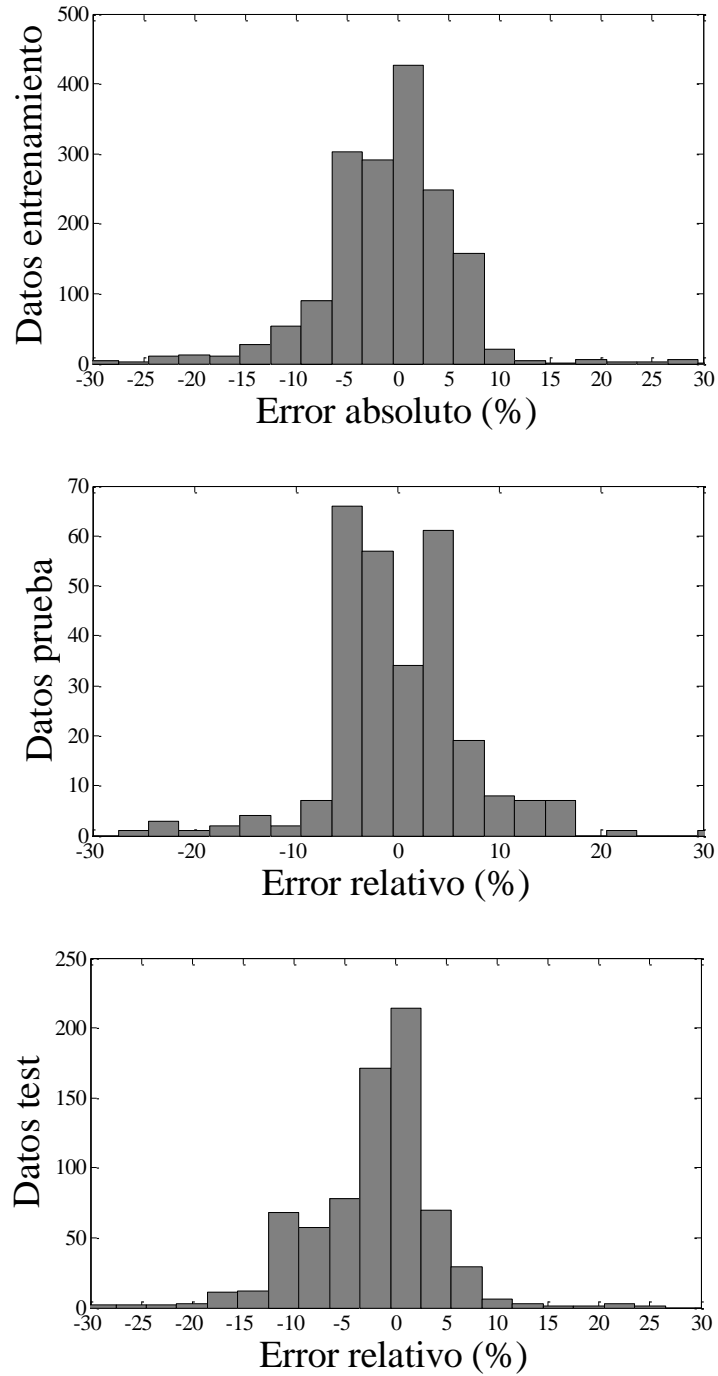 500
400
300
200
100
0
Datos entrenamiento
-30 -25 -20 -15 -10 -5 0 5 10 15 20 25 30
Error absoluto (%)
70
60
50
40
30
20
10
0
Datos prueba
-30 -20 -10 0 10 20 30
Error relativo (%)
250
200
150
100
50
0
Datos test
-30 -25 -20 -15 -10 -5 0 5 10 15 20 25 30
Error relativo (%)